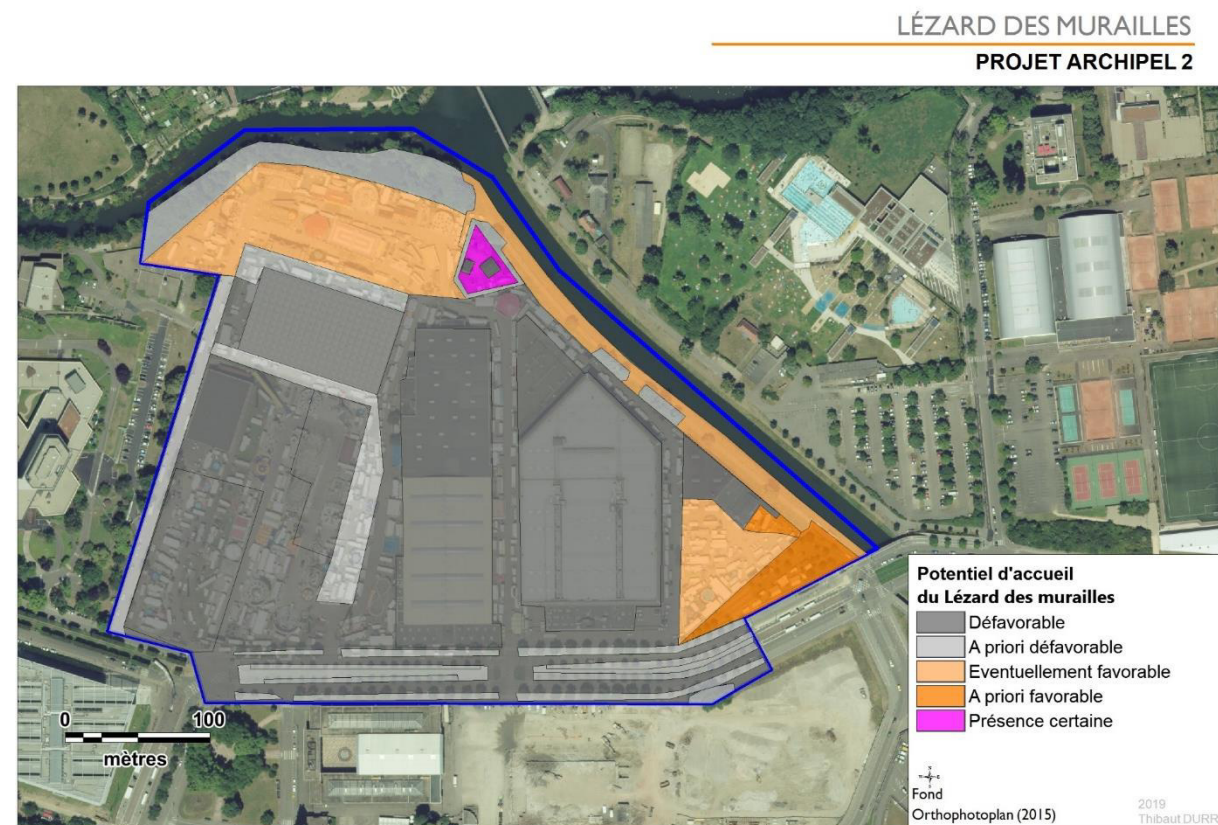 LÉZARD DES MURAILLES
PROJET ARCHIPEL 2
Potentiel d'accueil
du Lézard des murailles
Défavorable
A priori défavorable
Eventuellement favorable
A priori favorable
Présence certaine
0 100
mètres
Fond
Orthophotoplan (2015)
2019
Thibaut DURR